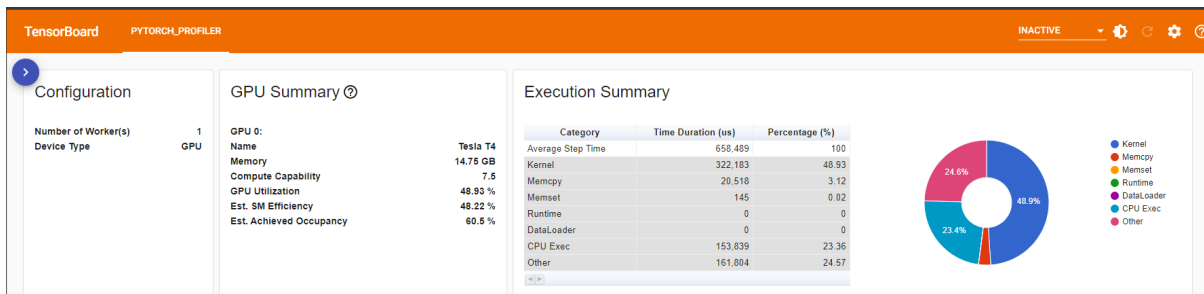 TensorBoard PYTORCH_PROFILER INACTIVE
Configuration
Number of Worker(s) 1
Device Type GPU
GPU Summary
GPU 0:
Name Tesla T4
Memory 14.75 GB
Compute Capability 7.5
GPU Utilization 48.93 %
Est. SM Efficiency 48.22 %
Est. Achieved Occupancy 60.5 %
Execution Summary
Category Time Duration (us) Percentage (%)
Average Step Time 658,489 100
Kernel 322,183 48.93
Memcpy 20,518 3.12
Memset 145 0.02
Runtime 0 0
DataLoader 0 0
CPU Exec 153,839 23.36
Other 161,804 24.57
24.6%
48.9%
23.4%
Kernel
Memcpy
Memset
Runtime
DataLoader
CPU Exec
Other